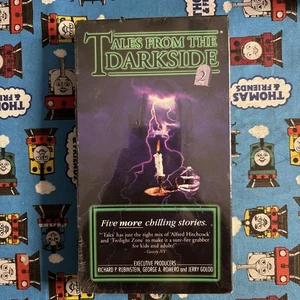 TALES FROM THE
DARKSIDE
2
THOMAS
& FRIENDS
THOMAS
& FRIENDS
Five more chilling stories.
"'Tales' has just the right mix of 'Alfred Hitchcock'
and 'Twilight Zone' to make it a sure-fire grabber
for kids and adults!"
EXECUTIVE PRODUCERS
RICHARD P. RUBINSTEIN, GEORGE A. ROMERO and JERRY GOLOD